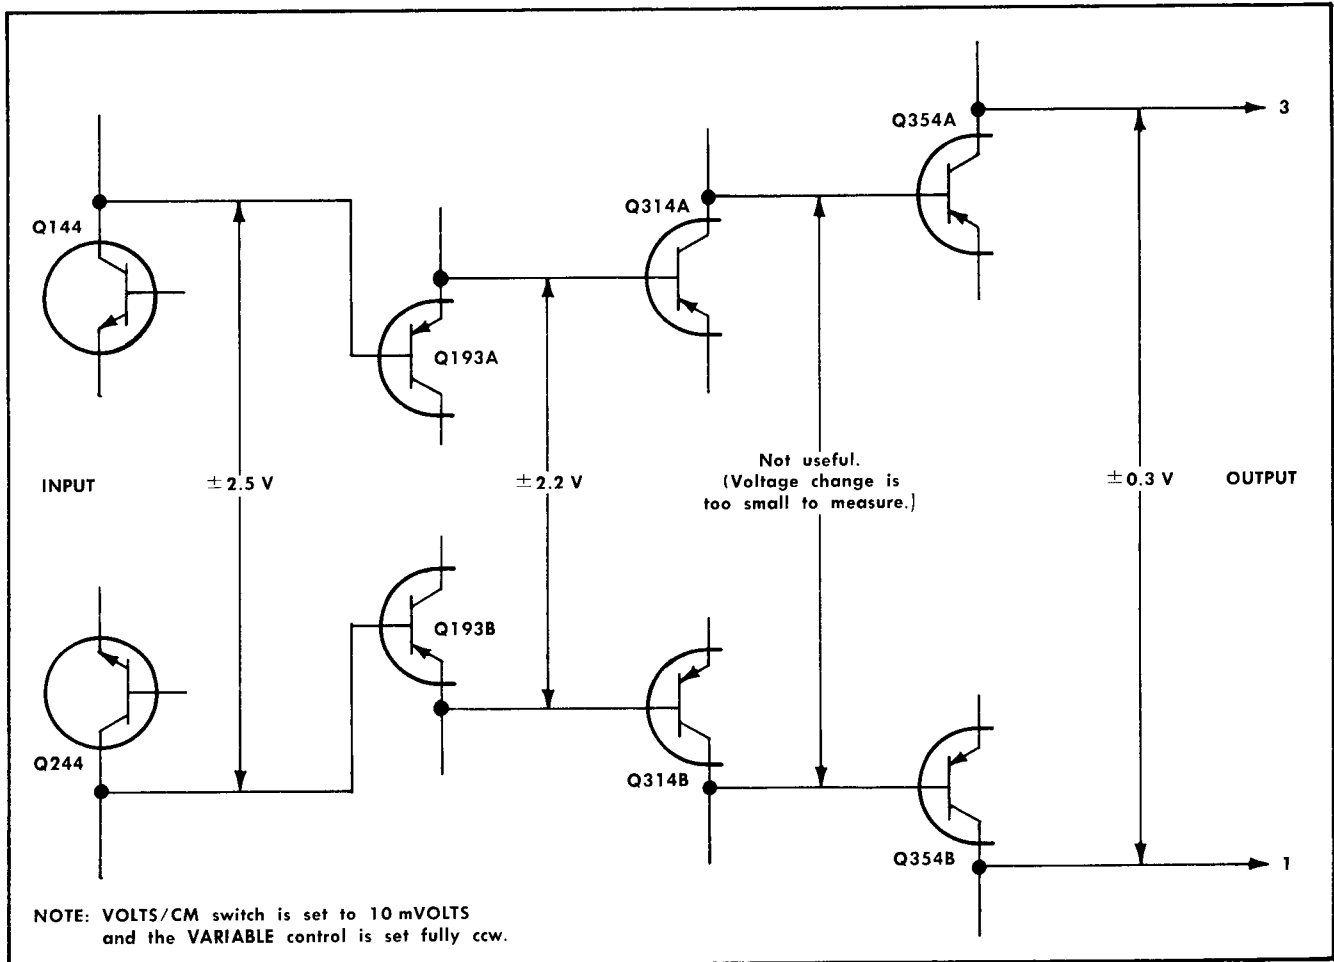 Q354A
3
Q144
Q314A
Q193A
INPUT
±2.5 V
±2.2 V
Not useful.
(Voltage change is
too small to measure.)
±0.3 V
OUTPUT
Q193B
Q244
Q314B
Q354B
1
NOTE: VOLTS/CM switch is set to 10 mVOLTS
and the VARIABLE control is set fully ccw.